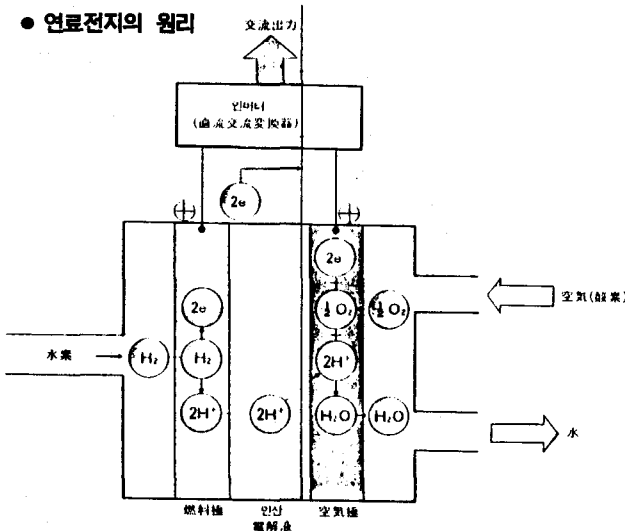 ● 연료전지의 원리
交流出力
인버터
(直流交流変換器)
2e
(+)
(+)
2e
2e
½O₂
½O₂
空気(酸素)
水素
H₂
H₂
2H⁺
2H⁺
2H⁺
H₂O
H₂O
水
燃料極
인산
電解液
空気極